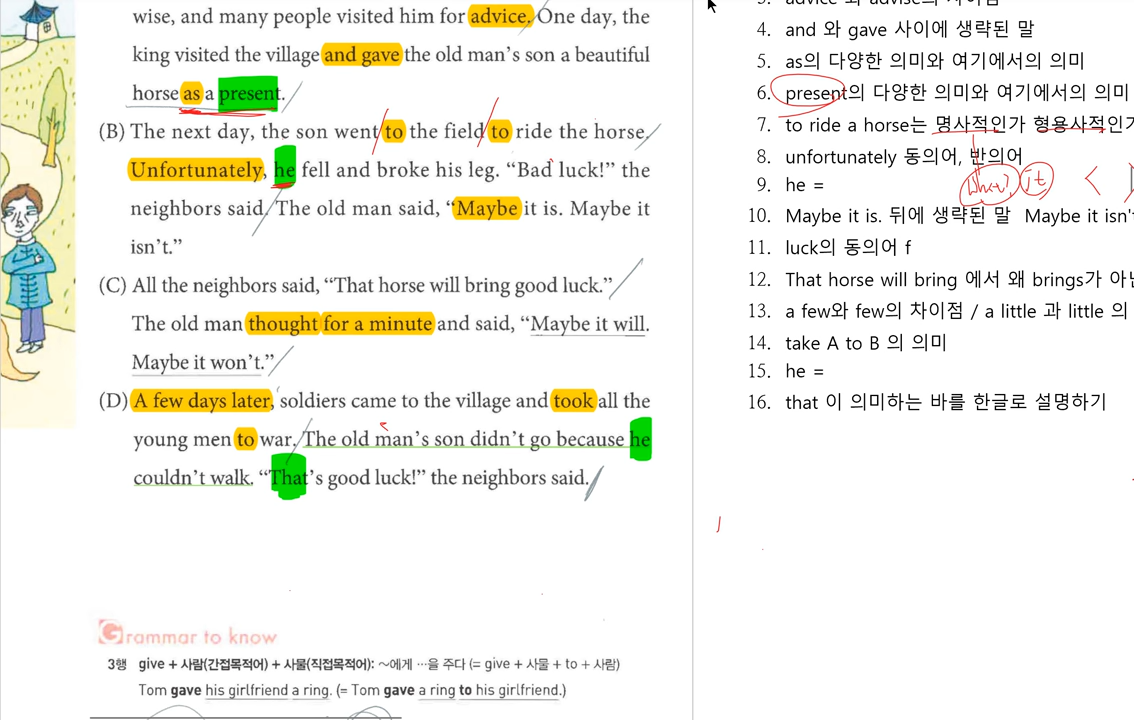 wise, and many people visited him for advice. One day, the
king visited the village and gave the old man's son a beautiful
horse as a present.
(B) The next day, the son went to the field to ride the horse.
Unfortunately, he fell and broke his leg. “Bad luck!” the
neighbors said. The old man said, “Maybe it is. Maybe it
isn't.”
(C) All the neighbors said, “That horse will bring good luck.”
The old man thought for a minute and said, “Maybe it will.
Maybe it won't.”
(D) A few days later, soldiers came to the village and took all the
young men to war. The old man's son didn't go because he
couldn't walk. “That's good luck!” the neighbors said.
Grammar to know
3행 give + 사람(간접목적어) + 사물(직접목적어): ~에게 …을 주다 (= give + 사물 + to + 사람)
Tom gave his girlfriend a ring. (= Tom gave a ring to his girlfriend.)
4. and 와 gave 사이에 생략된 말
5. as의 다양한 의미와 여기에서의 의미
6. present의 다양한 의미와 여기에서의 의미
7. to ride a horse는 명사적인가 형용사적인가
8. unfortunately 동의어, 반의어
it
9. he =
10. Maybe it is. 뒤에 생략된 말 Maybe it isn't
11. luck의 동의어 f
12. That horse will bring 에서 왜 brings가
13. a few와 few의 차이점 / a little 과 little 의
14. take A to B 의 의미
15. he =
16. that 이 의미하는 바를 한글로 설명하기